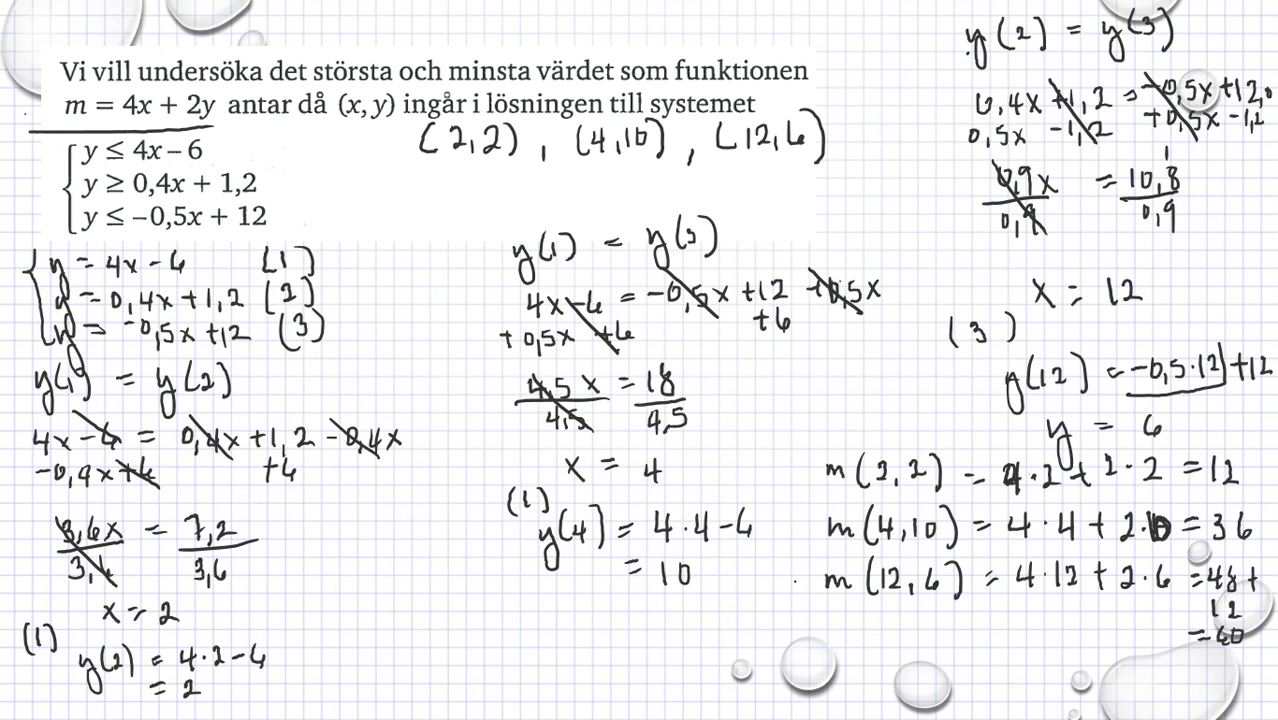 Vi vill undersöka det största och minsta värdet som funktionen
m = 4x + 2y antar då (x, y) ingår i lösningen till systemet
y ≤ 4x – 6
y ≥ 0,4x + 1,2
y ≤ –0,5x + 12
(2,2), (4,10), (12,6)
y = 4x – 6 (1)
y = 0,4x + 1,2 (2)
y = -0,5x + 12 (3)
y(1) = y(2)
4x – 6 = 0,4x + 1,2 – 0,4x
-0,4x + 6 +6
3,6x = 7,2
3,6 3,6
x = 2
(1)
y(2) = 4·2 – 6
= 2
y(1) = y(3)
4x – 6 = -0,5x + 12 + 0,5x
+ 0,5x + 6 +6
4,5x = 18
4,5 4,5
x = 4
(1)
y(4) = 4·4 – 6
= 10
y(2) = y(3)
0,4x + 1,2 = -0,5x + 12,0
0,5x – 1,2 + 0,5x – 1,2
0,9x = 10,8
0,9 0,9
x = 12
(3)
y(12) = -0,5·12 + 12
y = 6
m(2,2) = 4·2 + 2·2 = 12
m(4,10) = 4·4 + 2·10 = 36
m(12,6) = 4·12 + 2·6 = 48 +
12
= 60